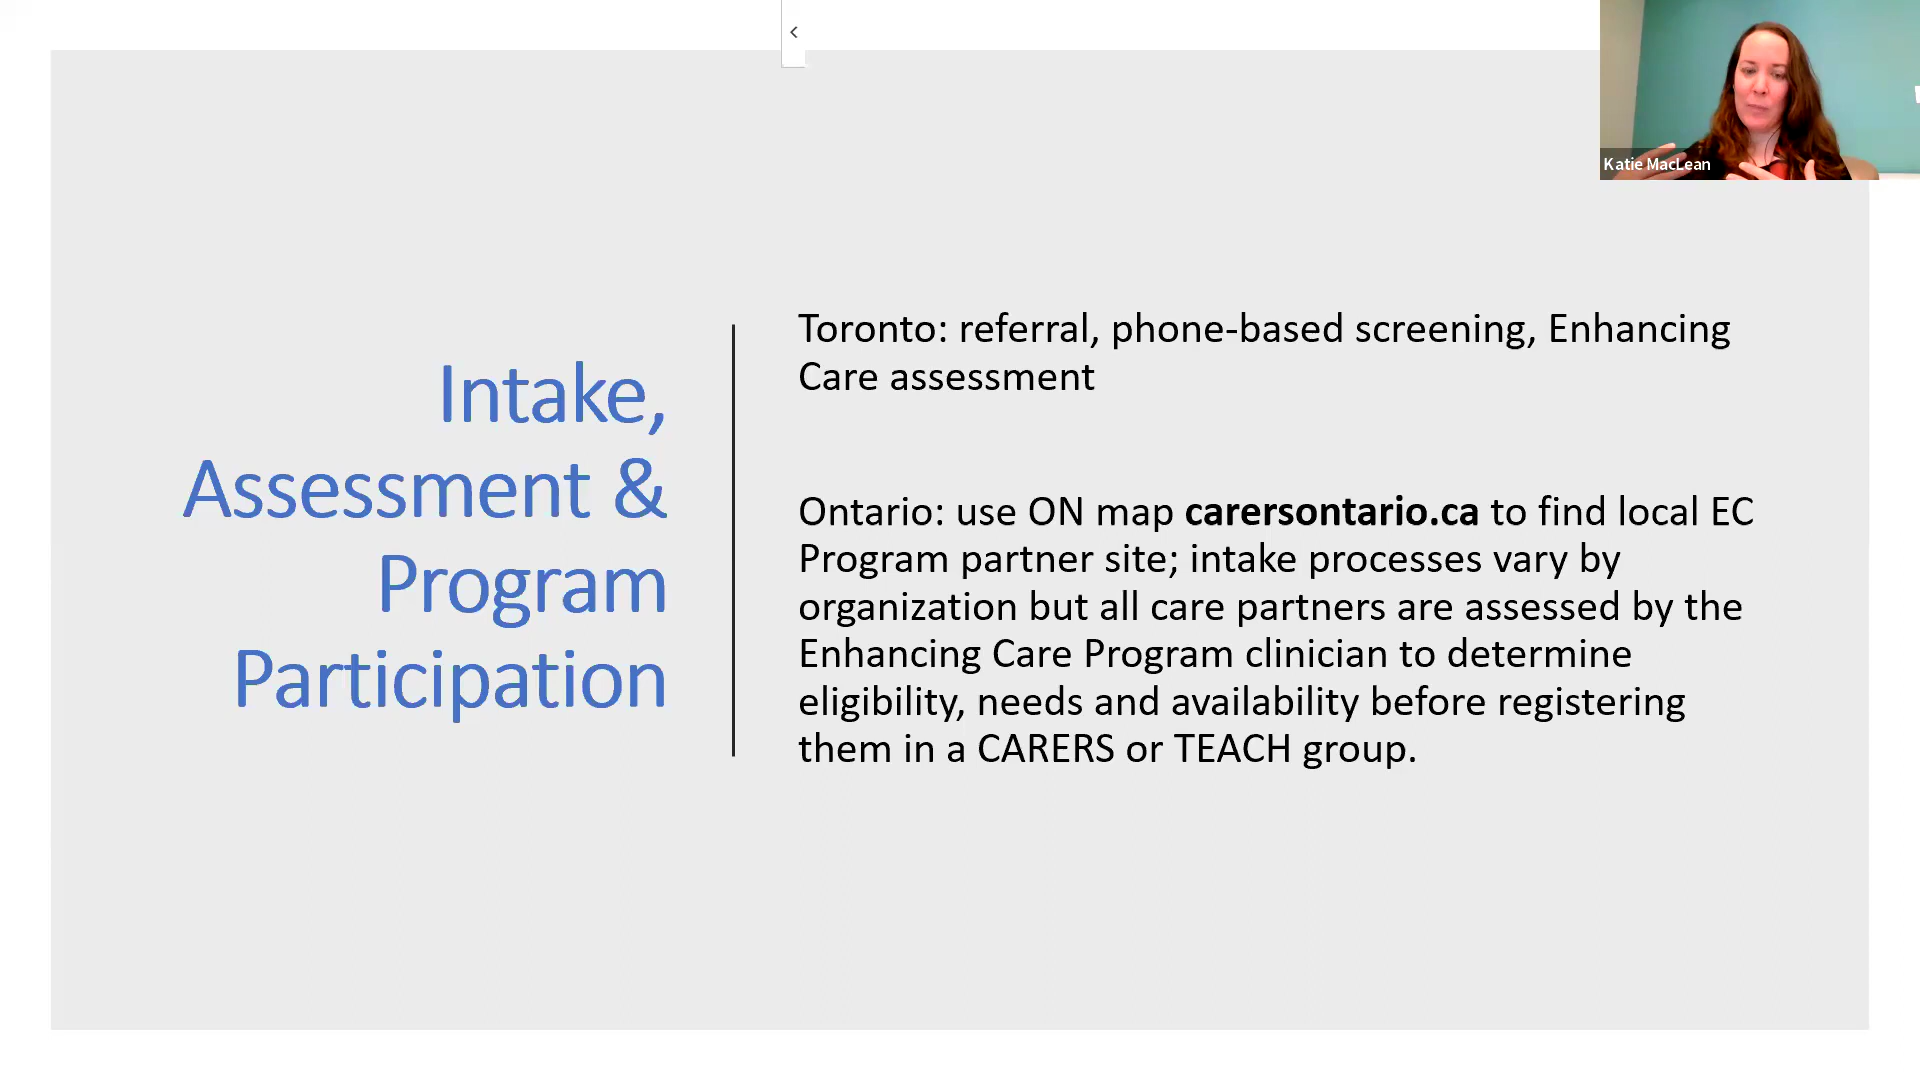 Katie MacLean
Intake,
Assessment &
Program
Participation
Toronto: referral, phone-based screening, Enhancing
Care assessment
Ontario: use ON map carersontario.ca to find local EC
Program partner site; intake processes vary by
organization but all care partners are assessed by the
Enhancing Care Program clinician to determine
eligibility, needs and availability before registering
them in a CARERS or TEACH group.